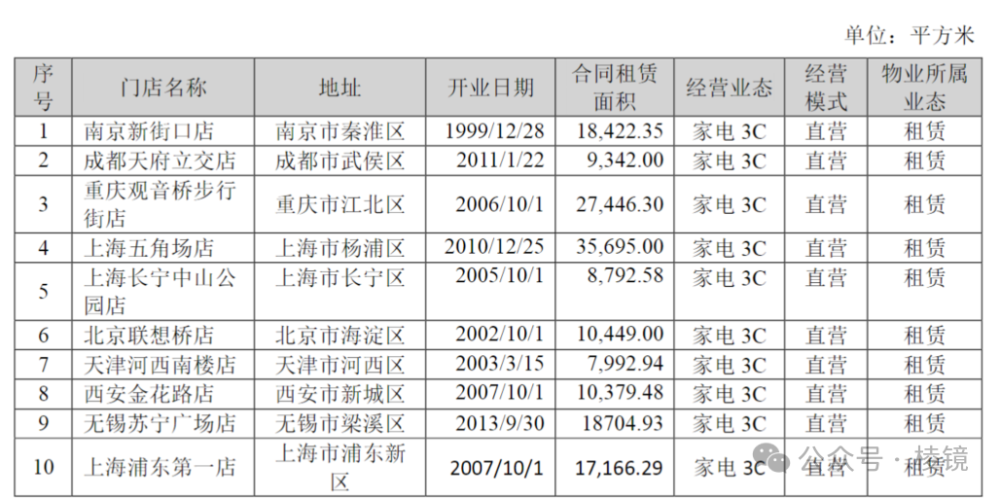 单位：平方米
序号 门店名称 地址 开业日期 合同租赁面积 经营业态 经营模式 物业所属业态
1 南京新街口店 南京市秦淮区 1999/12/28 18,422.35 家电 3C 直营 租赁
2 成都天府立交店 成都市武侯区 2011/1/22 9,342.00 家电 3C 直营 租赁
3 重庆观音桥步行街店 重庆市江北区 2006/10/1 27,446.30 家电 3C 直营 租赁
4 上海五角场店 上海市杨浦区 2010/12/25 35,695.00 家电 3C 直营 租赁
5 上海长宁中山公园店 上海市长宁区 2005/10/1 8,792.58 家电 3C 直营 租赁
6 北京联想桥店 北京市海淀区 2002/10/1 10,449.00 家电 3C 直营 租赁
7 天津河西南楼店 天津市河西区 2003/3/15 7,992.94 家电 3C 直营 租赁
8 西安金花路店 西安市新城区 2007/10/1 10,379.48 家电 3C 直营 租赁
9 无锡苏宁广场店 无锡市梁溪区 2013/9/30 18704.93 家电 3C 直营 租赁
10 上海浦东第一店 上海市浦东新区 2007/10/1 17,166.29 家电 3C 直营 租赁
公众号 · 棱镜